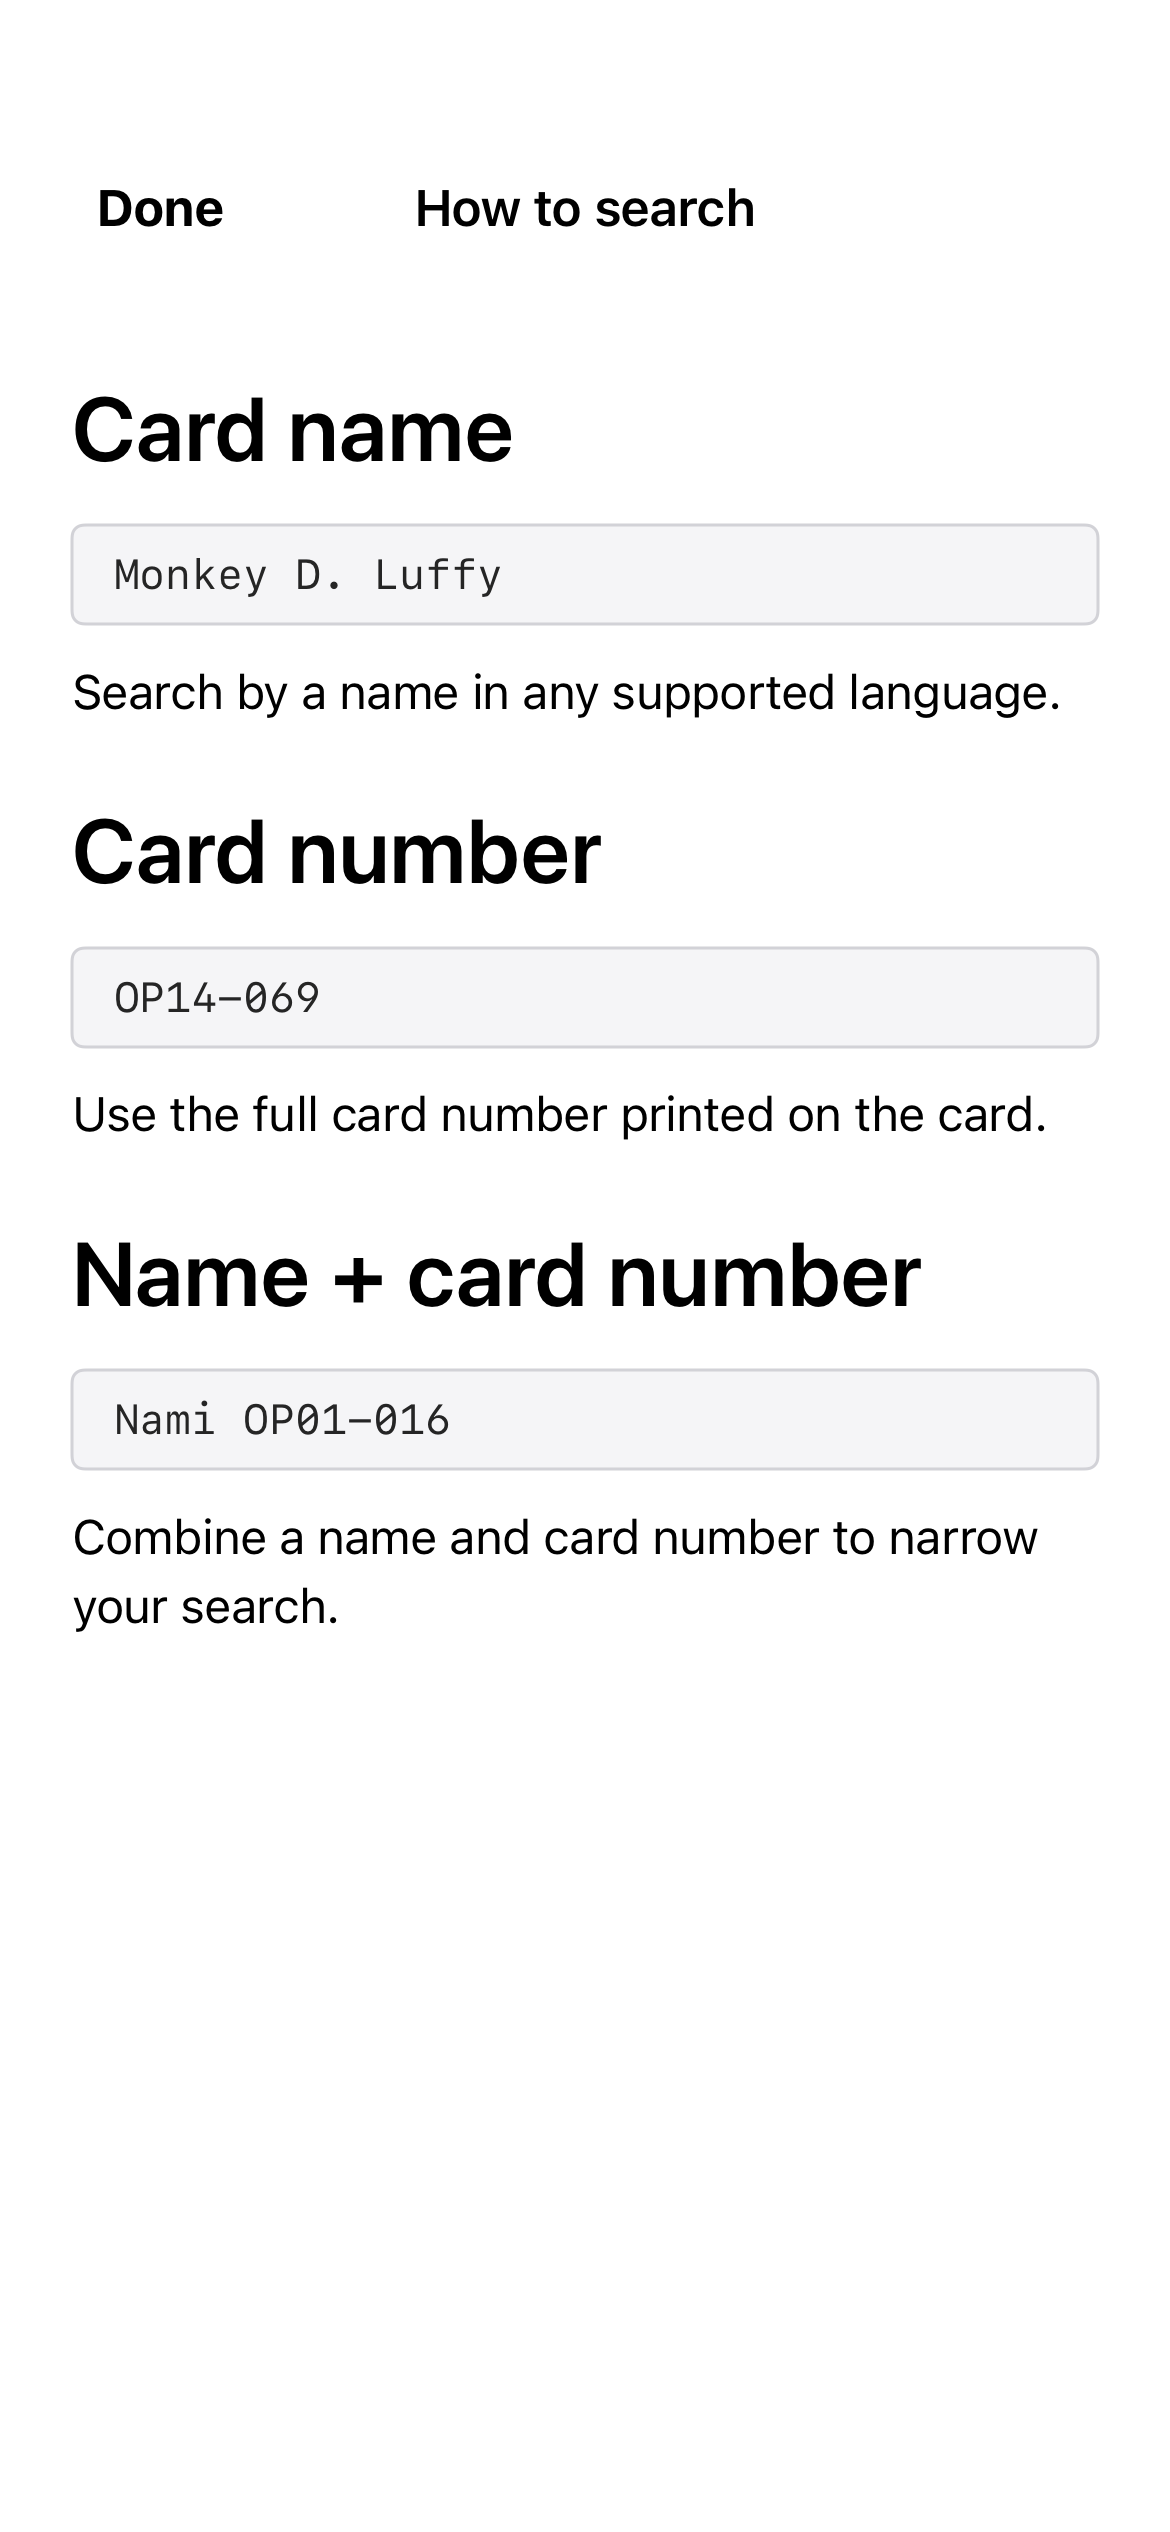 Done
How to search
Card name
Monkey D. Luffy
Search by a name in any supported language.
Card number
OP14-069
Use the full card number printed on the card.
Name + card number
Nami OP01-016
Combine a name and card number to narrow
your search.